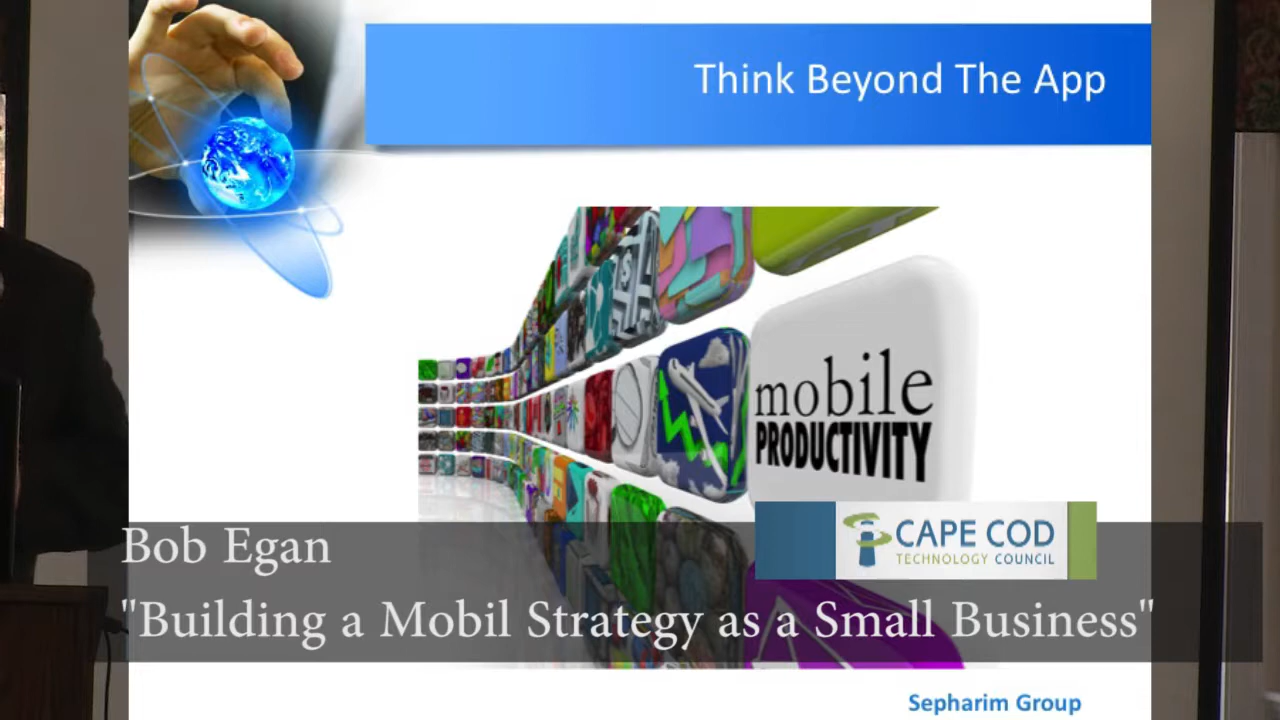 Think Beyond The App
mobile
PRODUCTIVITY
CAPE COD
TECHNOLOGY COUNCIL
Bob Egan
"Building a Mobil Strategy as a Small Business"
Sepharim Group